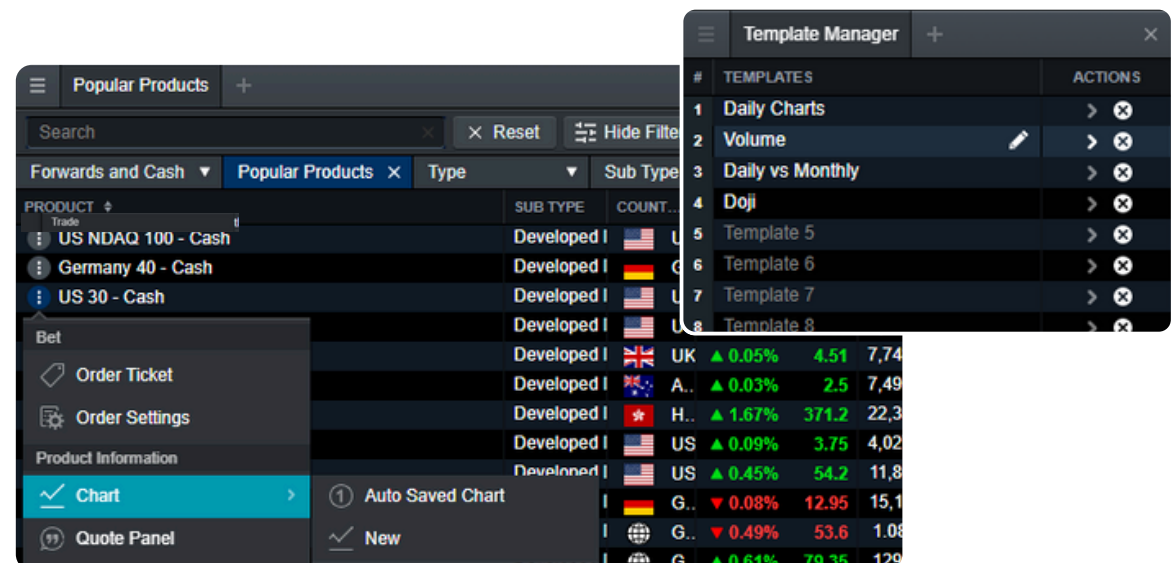 Template Manager
# TEMPLATES ACTIONS
1 Daily Charts
2 Volume
3 Daily vs Monthly
4 Doji
5 Template 5
6 Template 6
7 Template 7
8 Template 8
Popular Products
Search Reset Hide Filte
Forwards and Cash Popular Products Type Sub Type
PRODUCT SUB TYPE COUNT...
Trade
US NDAQ 100 - Cash Developed
Germany 40 - Cash Developed
US 30 - Cash Developed
Bet Developed
Developed UK 0.05% 4.51 7,74
Order Ticket Developed A.. 0.03% 2.5 7,49
Order Settings Developed H.. 1.67% 371.2 22,3
Developed US 0.09% 3.75 4,02
Product Information
Developed US 0.45% 54.2 11,8
Chart 1 Auto Saved Chart G.. 0.08% 12.95 15,1
Quote Panel New G.. 0.49% 53.6 1.08
G 0.61% 79.35 129